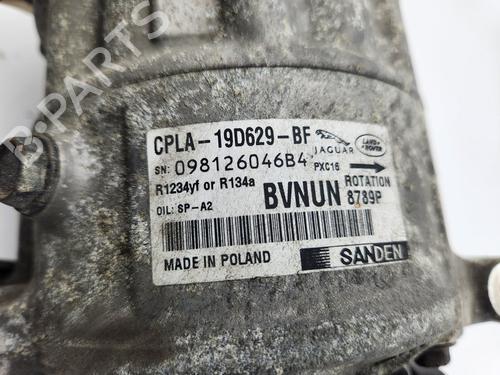 CPLA-19D629-BF
JAGUAR
LAND ROVER
SN: 098126046B4
PXC16
R1234yf or R134a
BVNUN
ROTATION
8789P
OIL: SP-A2
MADE IN POLAND
SANDEN
B-PARTS